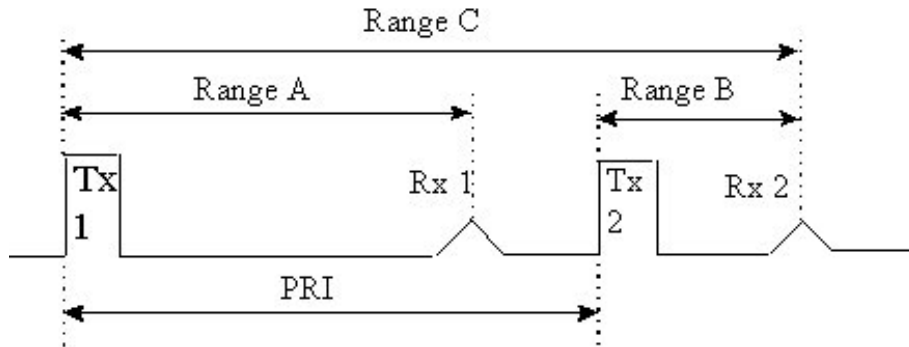 Range C
Range A
Range B
Tx
1
Rx 1
Tx
2
Rx 2
PRI